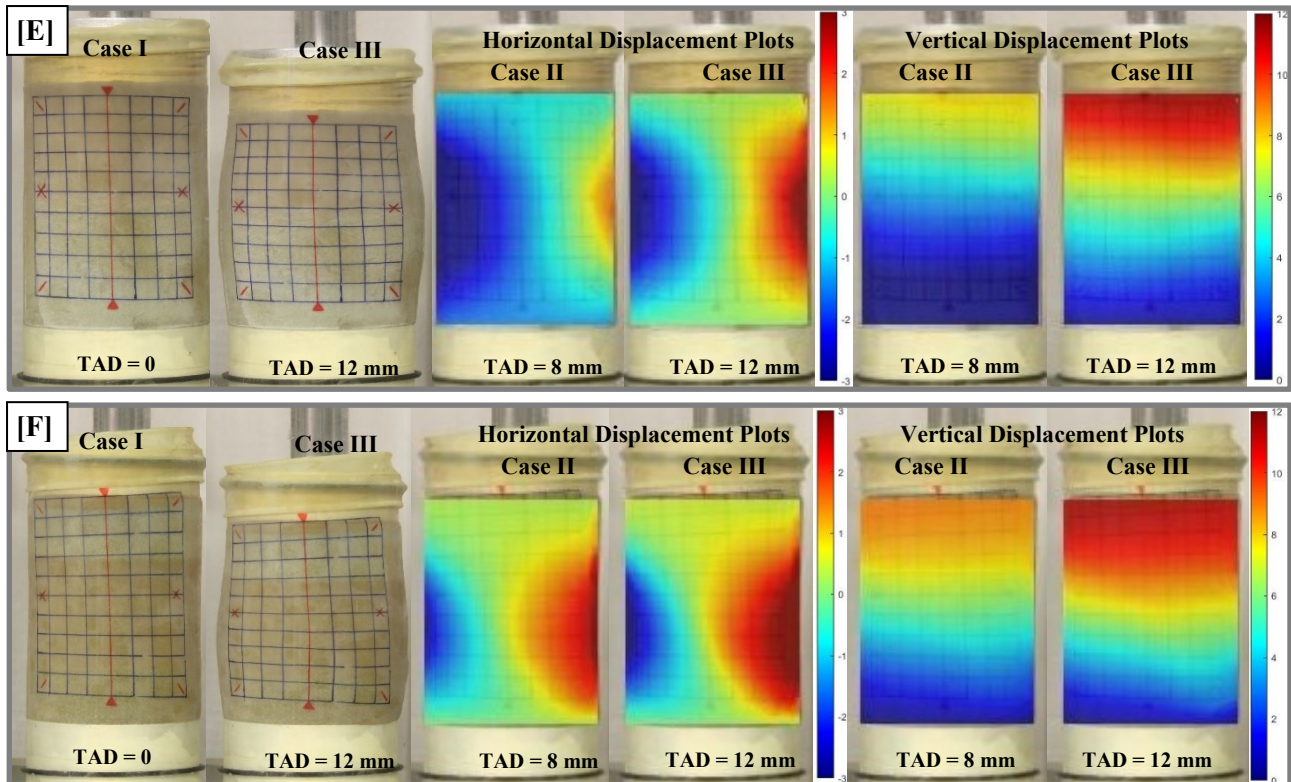 [E]
Case I
Case III
Horizontal Displacement Plots
Case II
Case III
Vertical Displacement Plots
Case II
Case III
TAD = 0
TAD = 12 mm
TAD = 8 mm
TAD = 12 mm
TAD = 8 mm
TAD = 12 mm
3
2
1
0
-1
-2
-3
12
10
8
6
4
2
0
[F]
Case I
Case III
Horizontal Displacement Plots
Case II
Case III
Vertical Displacement Plots
Case II
Case III
TAD = 0
TAD = 12 mm
TAD = 8 mm
TAD = 12 mm
TAD = 8 mm
TAD = 12 mm
3
2
1
0
-1
-2
-3
12
10
8
6
4
2
0